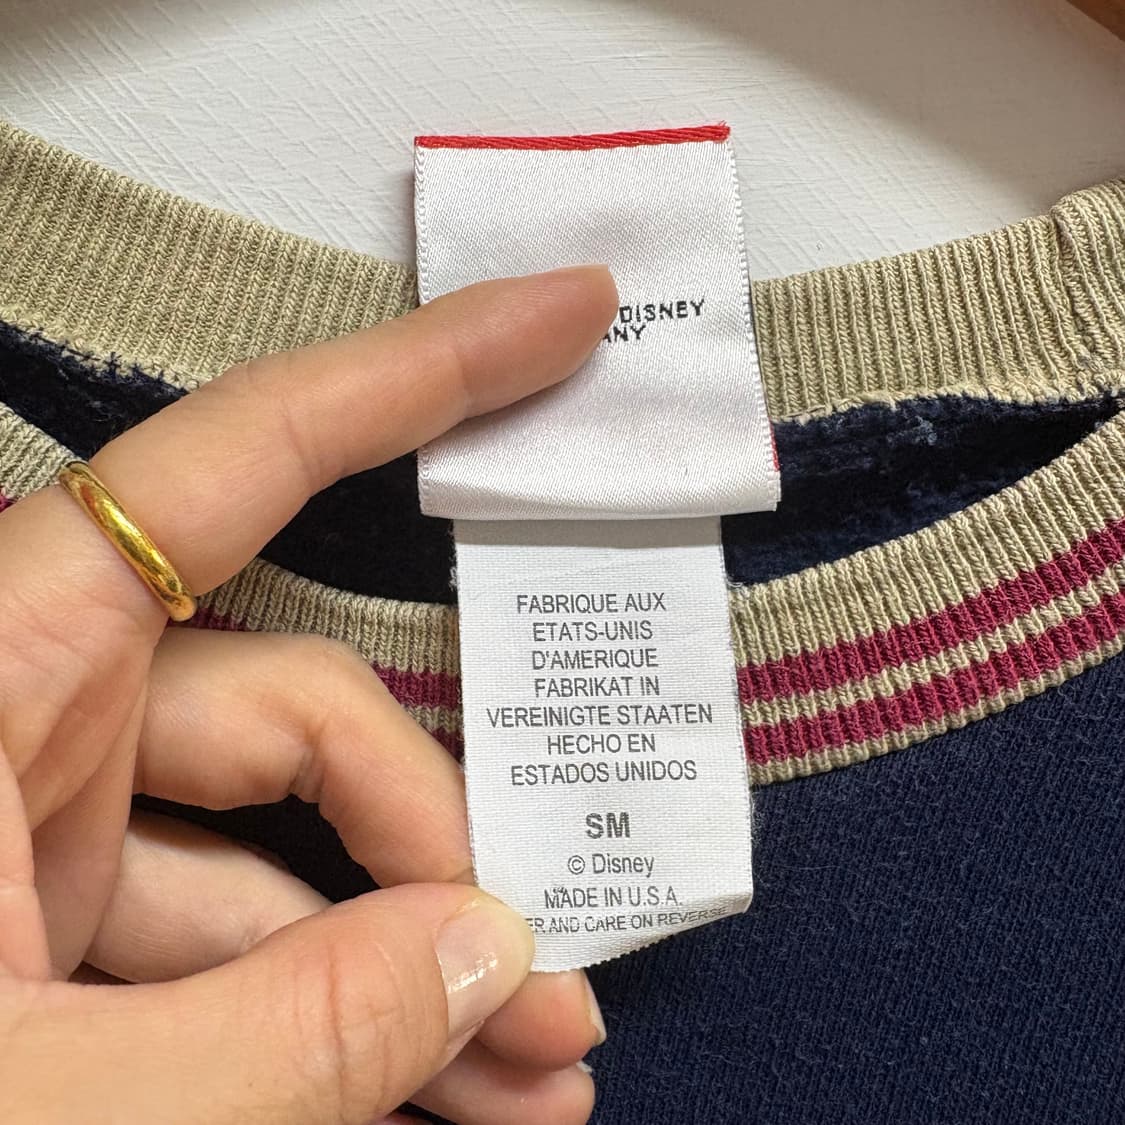 DISNEY
FABRIQUE AUX
ETATS-UNIS
D'AMERIQUE
FABRIKAT IN
VEREINIGTE STAATEN
HECHO EN
ESTADOS UNIDOS
SM
© Disney
MADE IN U.S.A.
AND CARE ON REVERSE